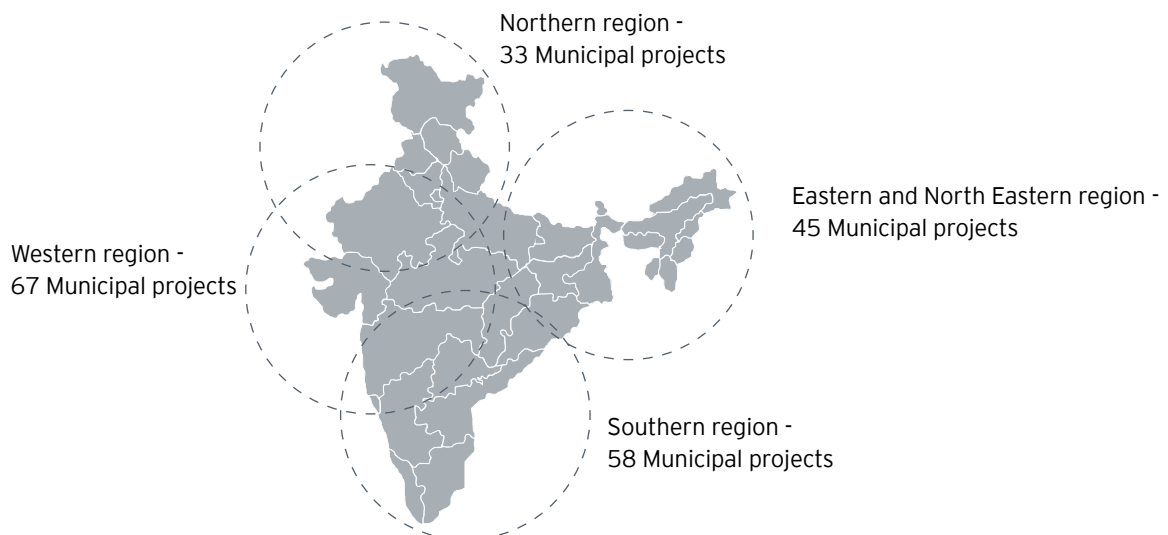 Northern region -
33 Municipal projects
Eastern and North Eastern region -
45 Municipal projects
Western region -
67 Municipal projects
Southern region -
58 Municipal projects